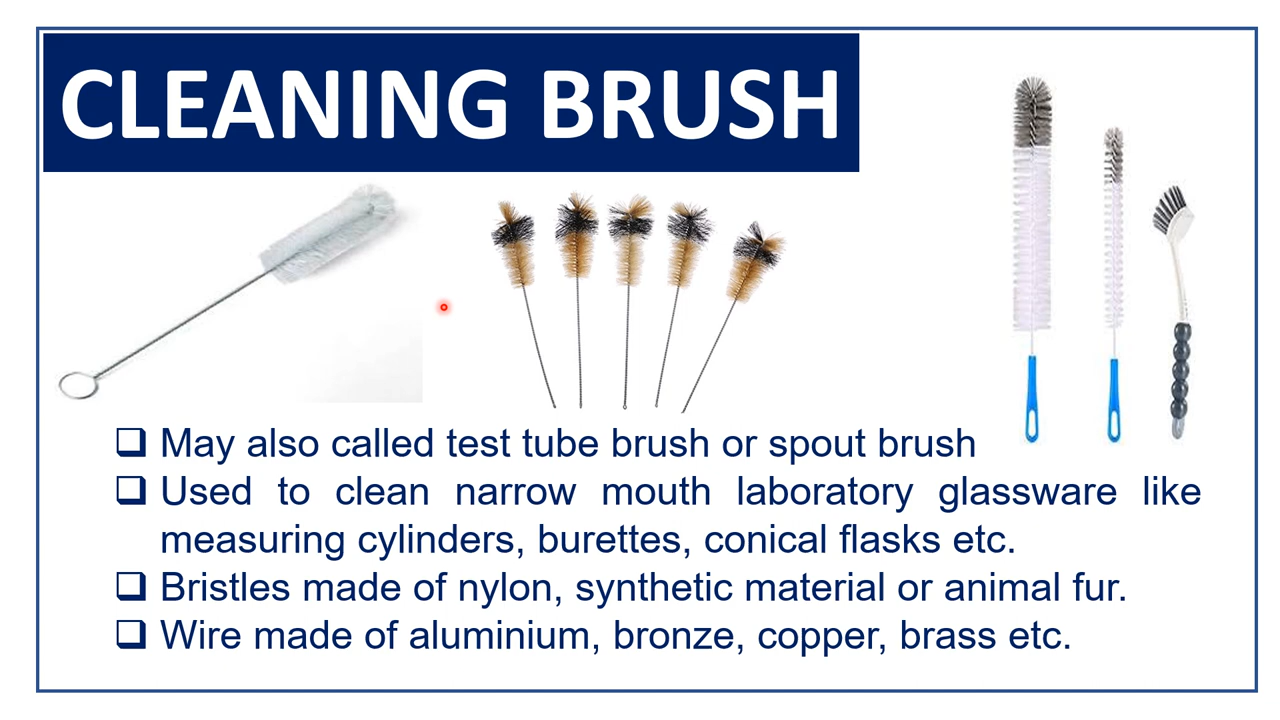 CLEANING BRUSH
❑ May also called test tube brush or spout brush
❑ Used to clean narrow mouth laboratory glassware like
measuring cylinders, burettes, conical flasks etc.
❑ Bristles made of nylon, synthetic material or animal fur.
❑ Wire made of aluminium, bronze, copper, brass etc.